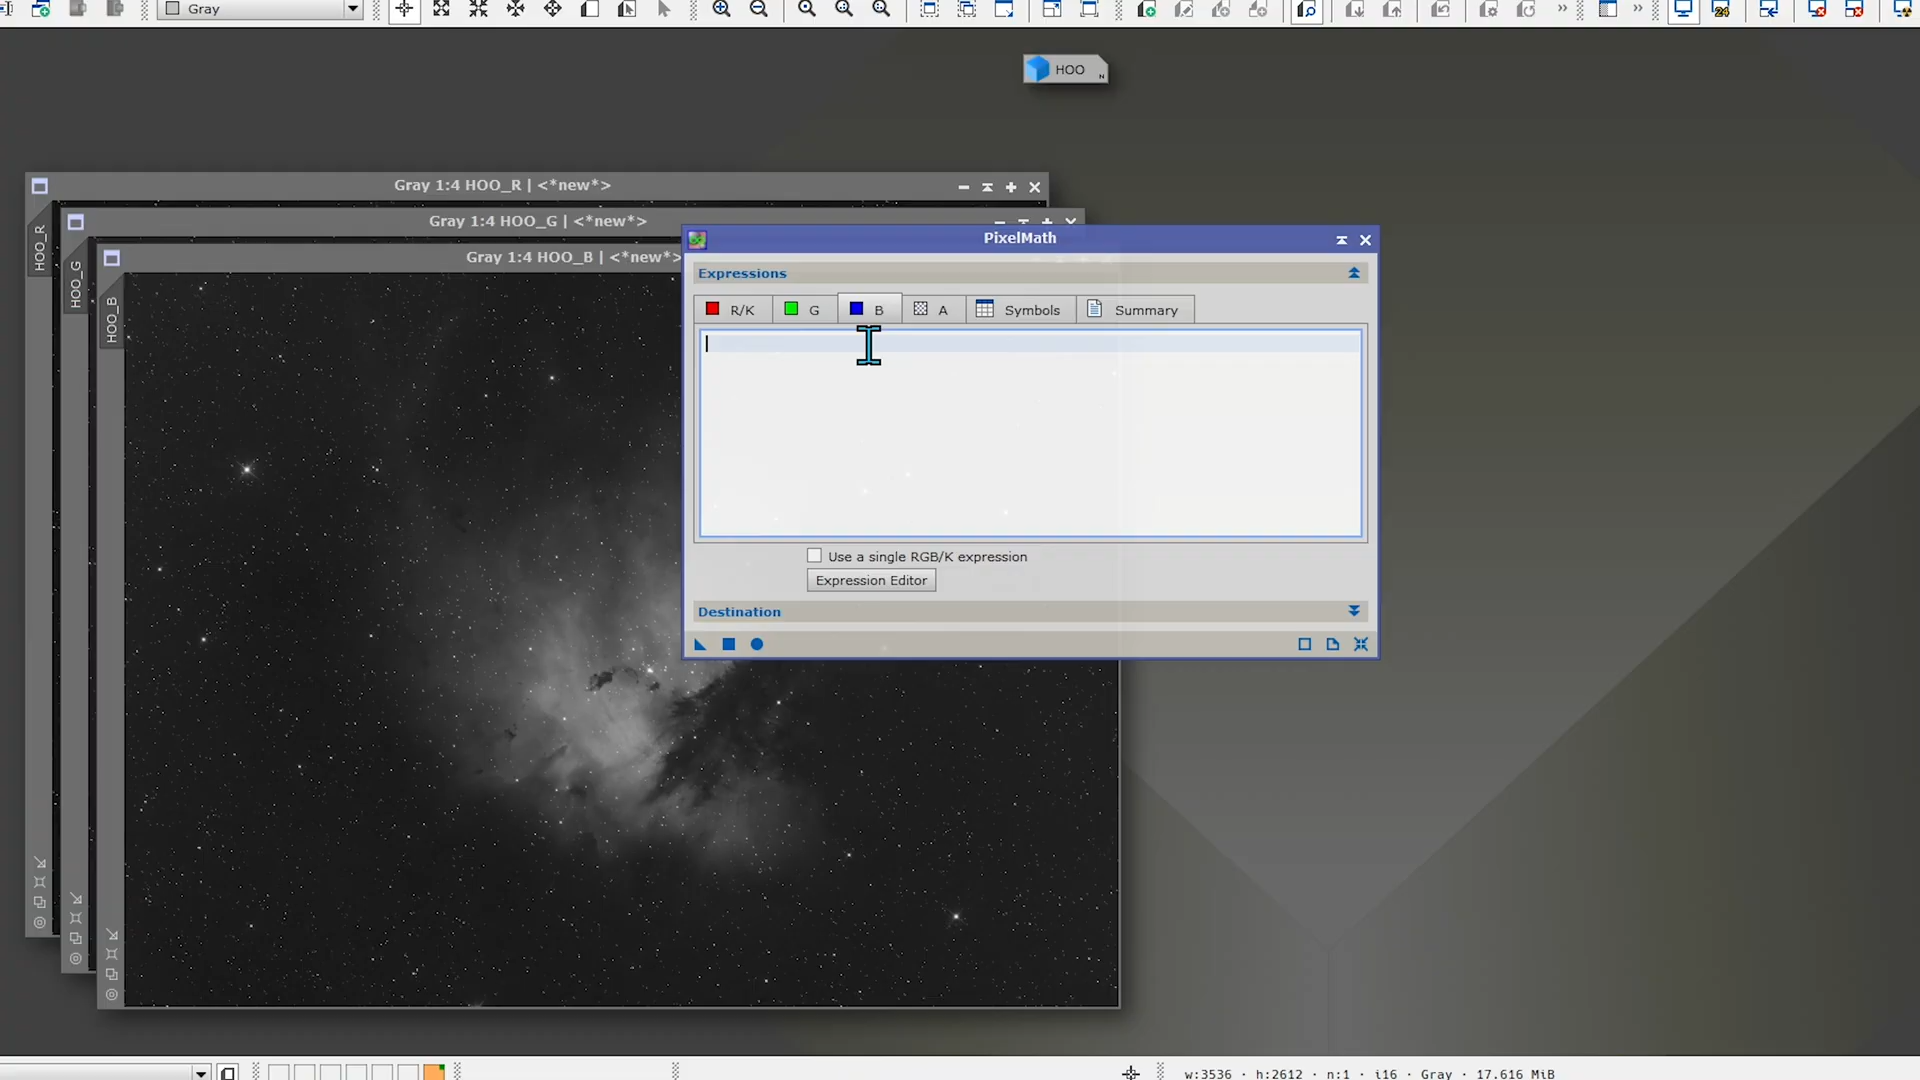 Gray
24
HOO
N
Gray 1:4 HOO_R | <*new*>
HOO_R
Gray 1:4 HOO_G | <*new*>
HOO_G
Gray 1:4 HOO_B | <*new*>
HOO_B
PixelMath
Expressions
R/K
G
B
A
Symbols
Summary
Use a single RGB/K expression
Expression Editor
Destination
w:3536 · h:2612 · n:1 · i16 · Gray · 17.616 MiB